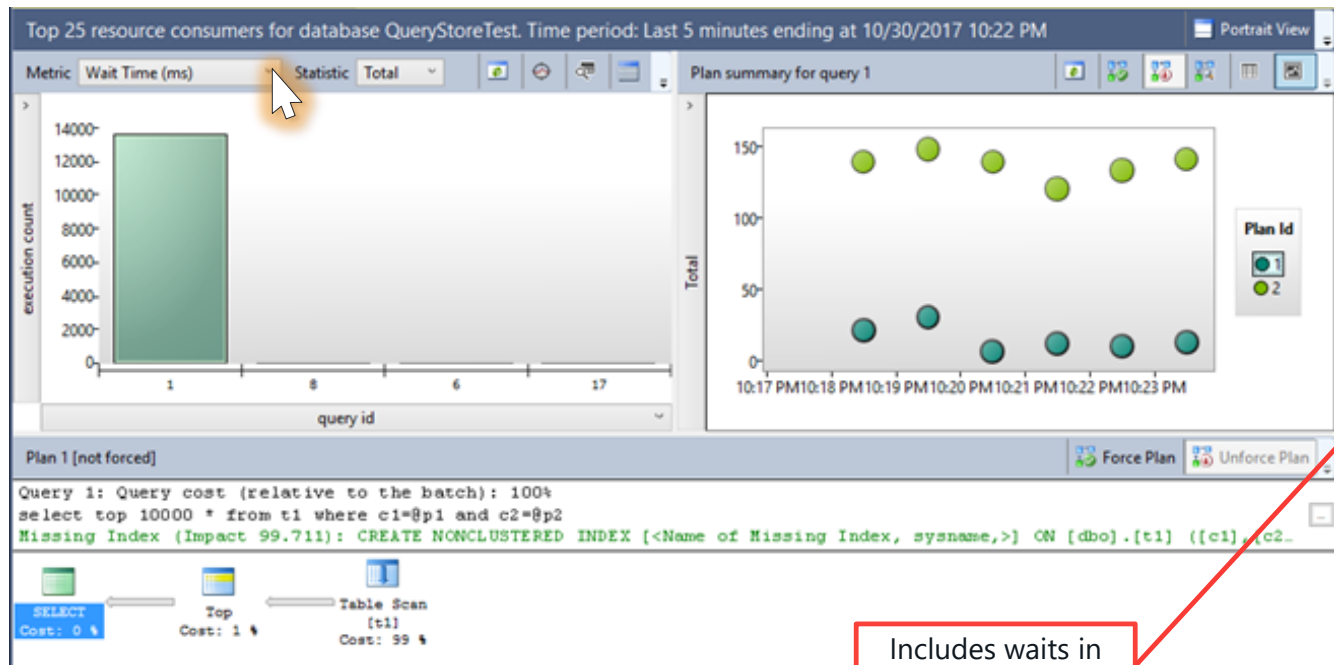 Top 25 resource consumers for database QueryStoreTest. Time period: Last 5 minutes ending at 10/30/2017 10:22 PM
Portrait View
Metric Wait Time (ms) Statistic Total
Plan summary for query 1
execution count
14000
12000
10000
8000
6000
4000
2000
0
1 8 6 17
query id
Total
150
100
50
0
10:17 PM10:18 PM10:19 PM10:20 PM10:21 PM10:22 PM10:23 PM
Plan Id
1
2
Plan 1 [not forced]
Force Plan Unforce Plan
Query 1: Query cost (relative to the batch): 100%
select top 10000 * from t1 where c1=@p1 and c2=@p2
Missing Index (Impact 99.711): CREATE NONCLUSTERED INDEX [<Name of Missing Index, sysname,>] ON [dbo].[t1] ([c1],[c2…
SELECT
Cost: 0 %
Top
Cost: 1 %
Table Scan
[t1]
Cost: 99 %
Includes waits in